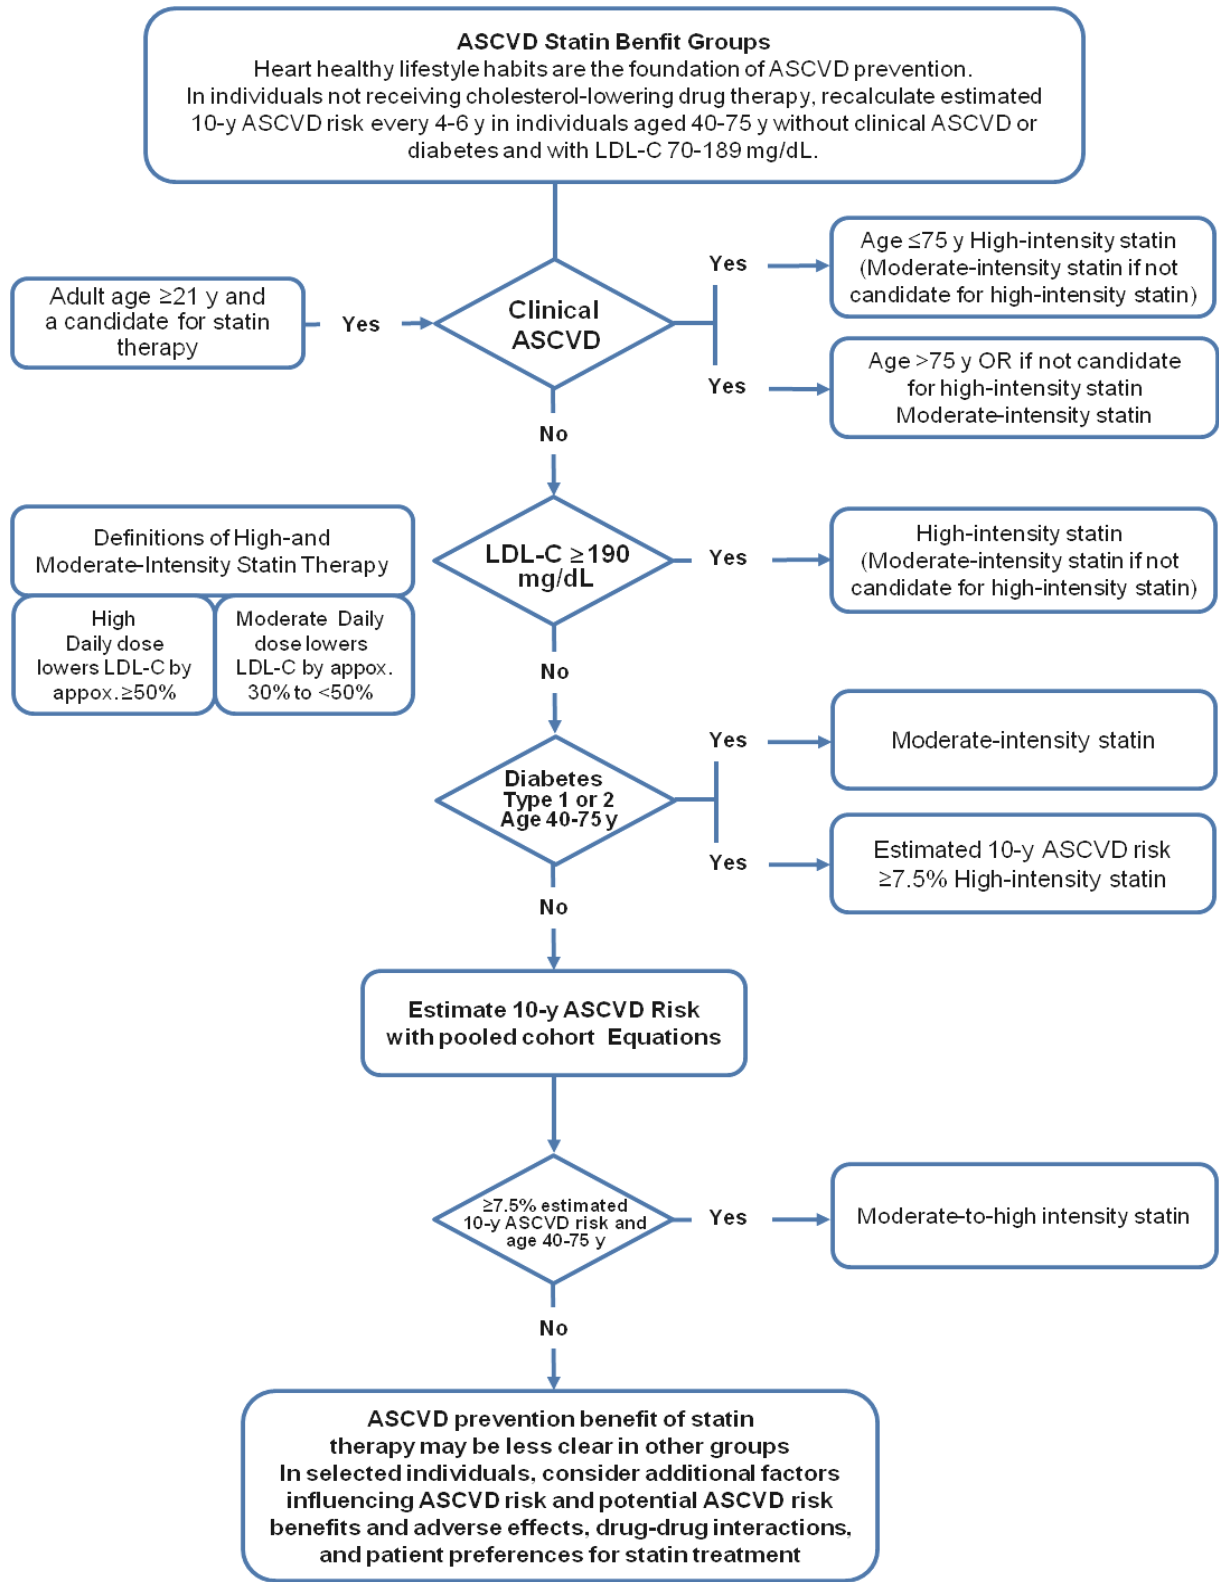 ASCVD Statin Benfit Groups
Heart healthy lifestyle habits are the foundation of ASCVD prevention.
In individuals not receiving cholesterol-lowering drug therapy, recalculate estimated
10-y ASCVD risk every 4-6 y in individuals aged 40-75 y without clinical ASCVD or
diabetes and with LDL-C 70-189 mg/dL.
Adult age ≥21 y and
a candidate for statin
therapy
Yes
Clinical
ASCVD
Yes
Age ≤75 y High-intensity statin
(Moderate-intensity statin if not
candidate for high-intensity statin)
Yes
Age >75 y OR if not candidate
for high-intensity statin
Moderate-intensity statin
No
Definitions of High-and
Moderate-Intensity Statin Therapy
High
Daily dose
lowers LDL-C by
appox.≥50%
Moderate Daily
dose lowers
LDL-C by appox.
30% to <50%
LDL-C ≥190
mg/dL
Yes
High-intensity statin
(Moderate-intensity statin if not
candidate for high-intensity statin)
No
Diabetes
Type 1 or 2
Age 40-75 y
Yes
Moderate-intensity statin
Yes
Estimated 10-y ASCVD risk
≥7.5% High-intensity statin
No
Estimate 10-y ASCVD Risk
with pooled cohort Equations
≥7.5% estimated
10-y ASCVD risk and
age 40-75 y
Yes
Moderate-to-high intensity statin
No
ASCVD prevention benefit of statin
therapy may be less clear in other groups
In selected individuals, consider additional factors
influencing ASCVD risk and potential ASCVD risk
benefits and adverse effects, drug-drug interactions,
and patient preferences for statin treatment